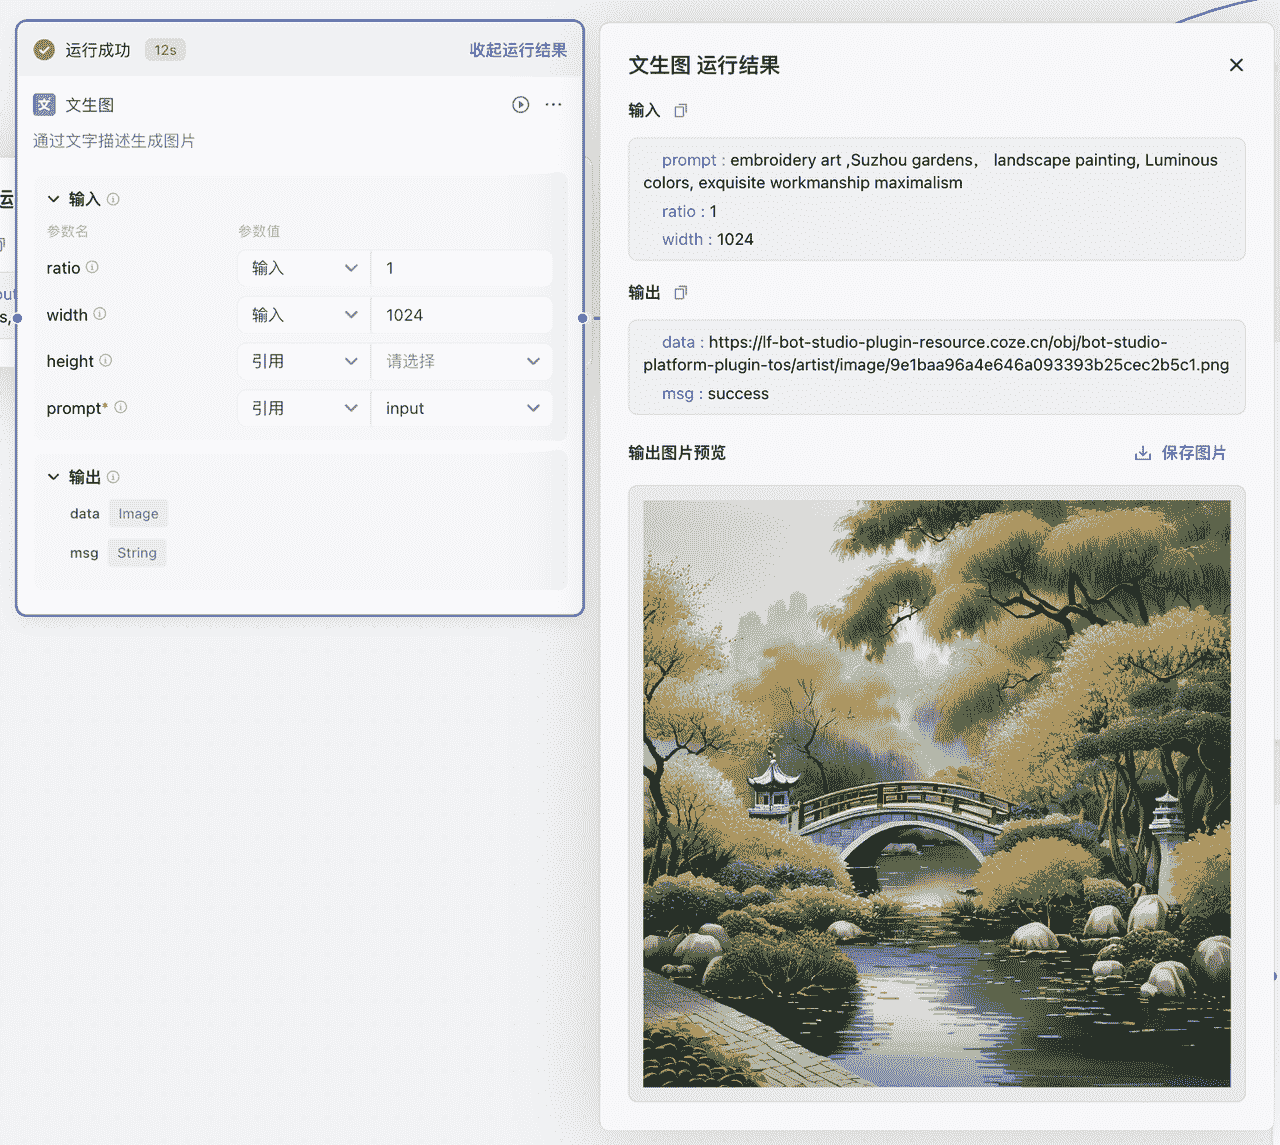 运行成功 12s 收起运行结果
文生图
通过文字描述生成图片
输入
参数名 参数值
ratio 输入 1
width 输入 1024
height 引用 请选择
prompt* 引用 input
输出
data Image
msg String
文生图 运行结果
输入
prompt : embroidery art ,Suzhou gardens， landscape painting, Luminous
colors, exquisite workmanship maximalism
ratio : 1
width : 1024
输出
data : https://lf-bot-studio-plugin-resource.coze.cn/obj/bot-studio-
platform-plugin-tos/artist/image/9e1baa96a4e646a093393b25cec2b5c1.png
msg : success
输出图片预览 保存图片